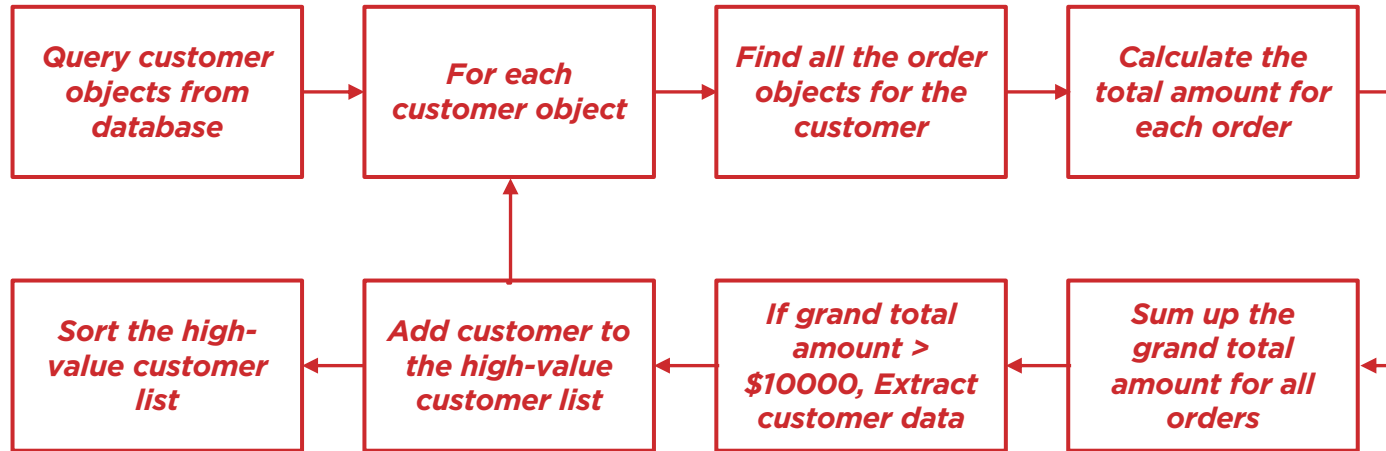 Query customer
objects from
database
For each
customer object
Find all the order
objects for the
customer
Calculate the
total amount for
each order
Sort the high-
value customer
list
Add customer to
the high-value
customer list
If grand total
amount >
$10000, Extract
customer data
Sum up the
grand total
amount for all
orders